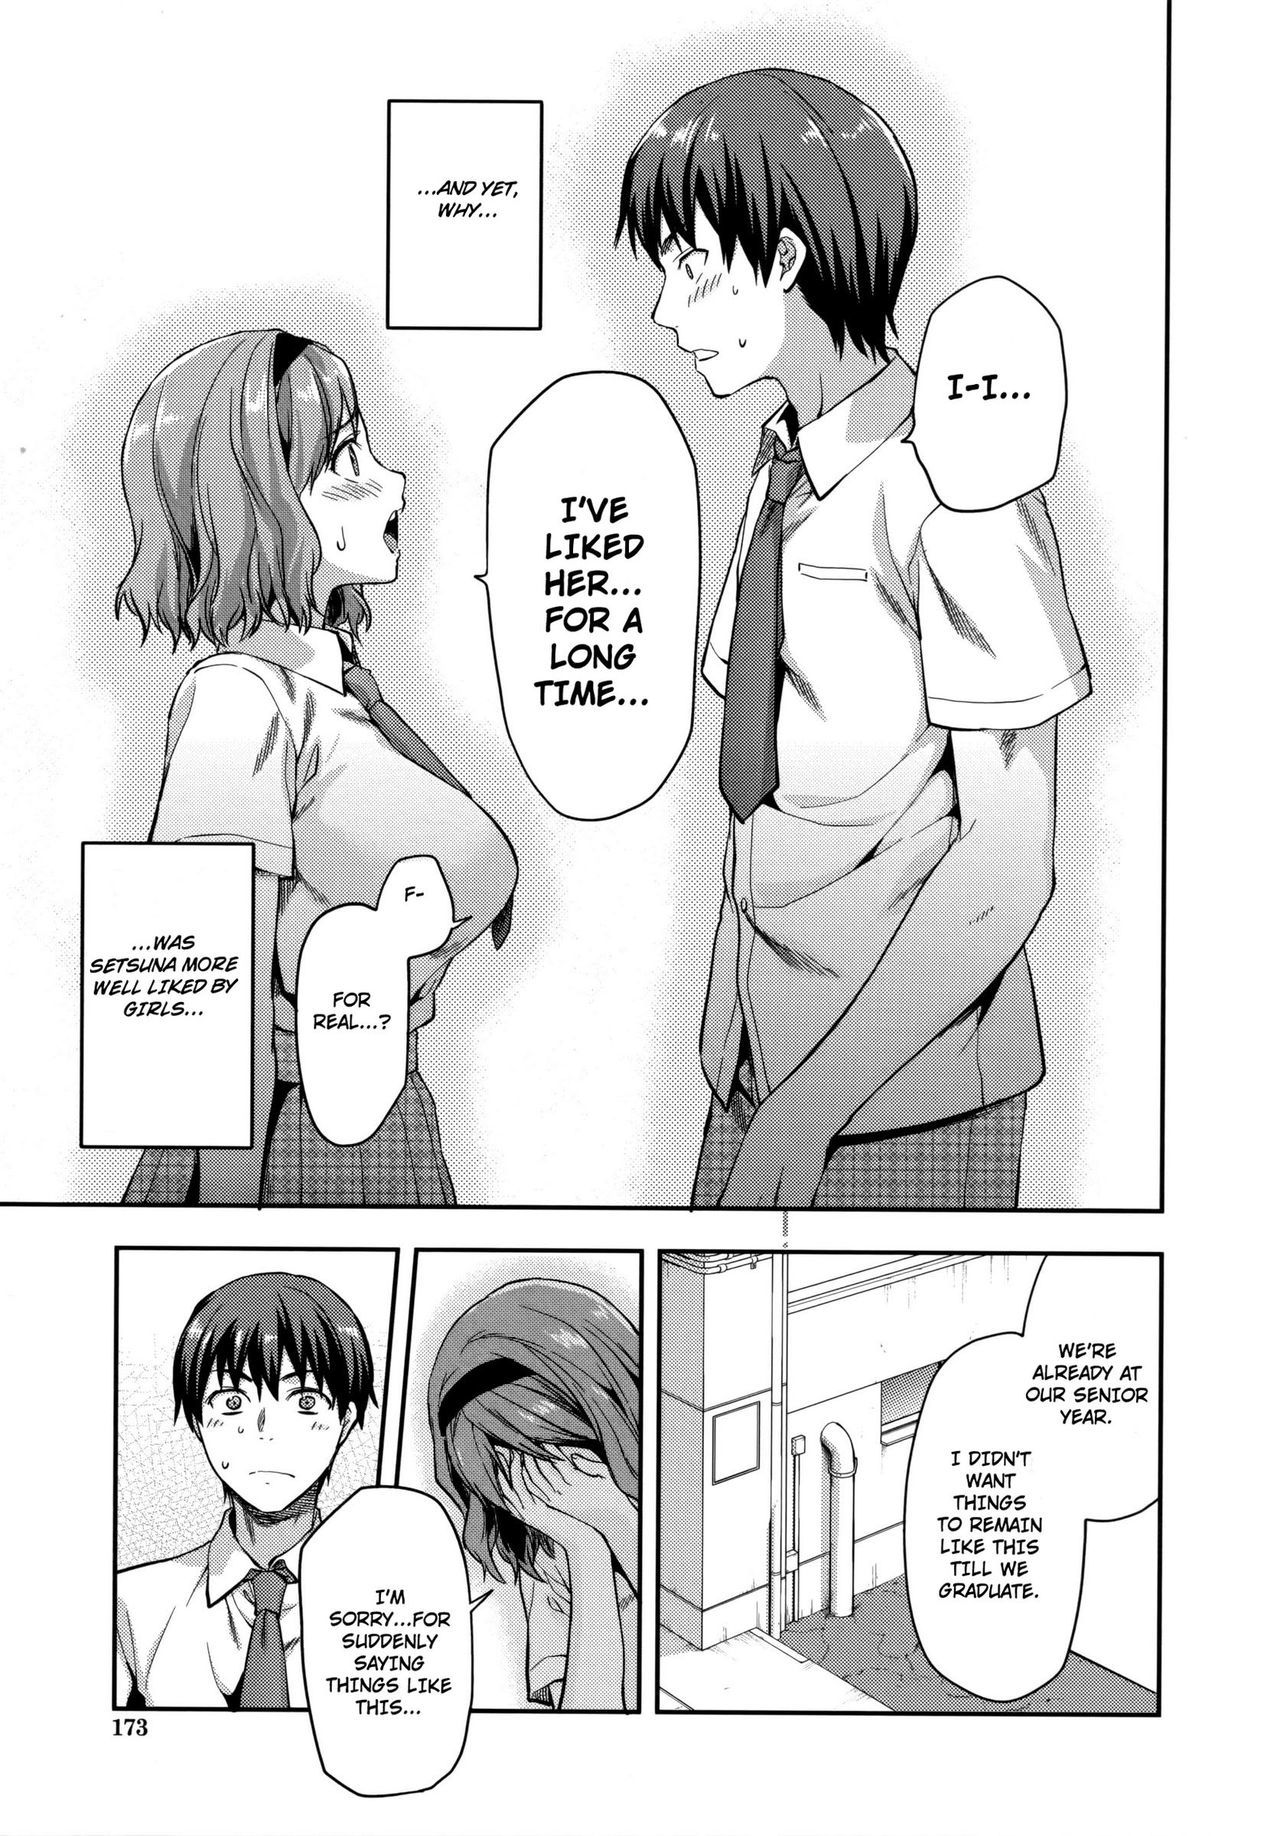 ...AND YET,
WHY...
I-I...
I'VE
LIKED
HER...
FOR A
LONG
TIME...
F-
FOR
REAL...?
...WAS
SETSUNA MORE
WELL LIKED BY
GIRLS...
WE'RE
ALREADY AT
OUR SENIOR
YEAR.
I DIDN'T
WANT
THINGS
TO REMAIN
LIKE THIS
TILL WE
GRADUATE.
I'M
SORRY...FOR
SUDDENLY
SAYING
THINGS LIKE
THIS...
173